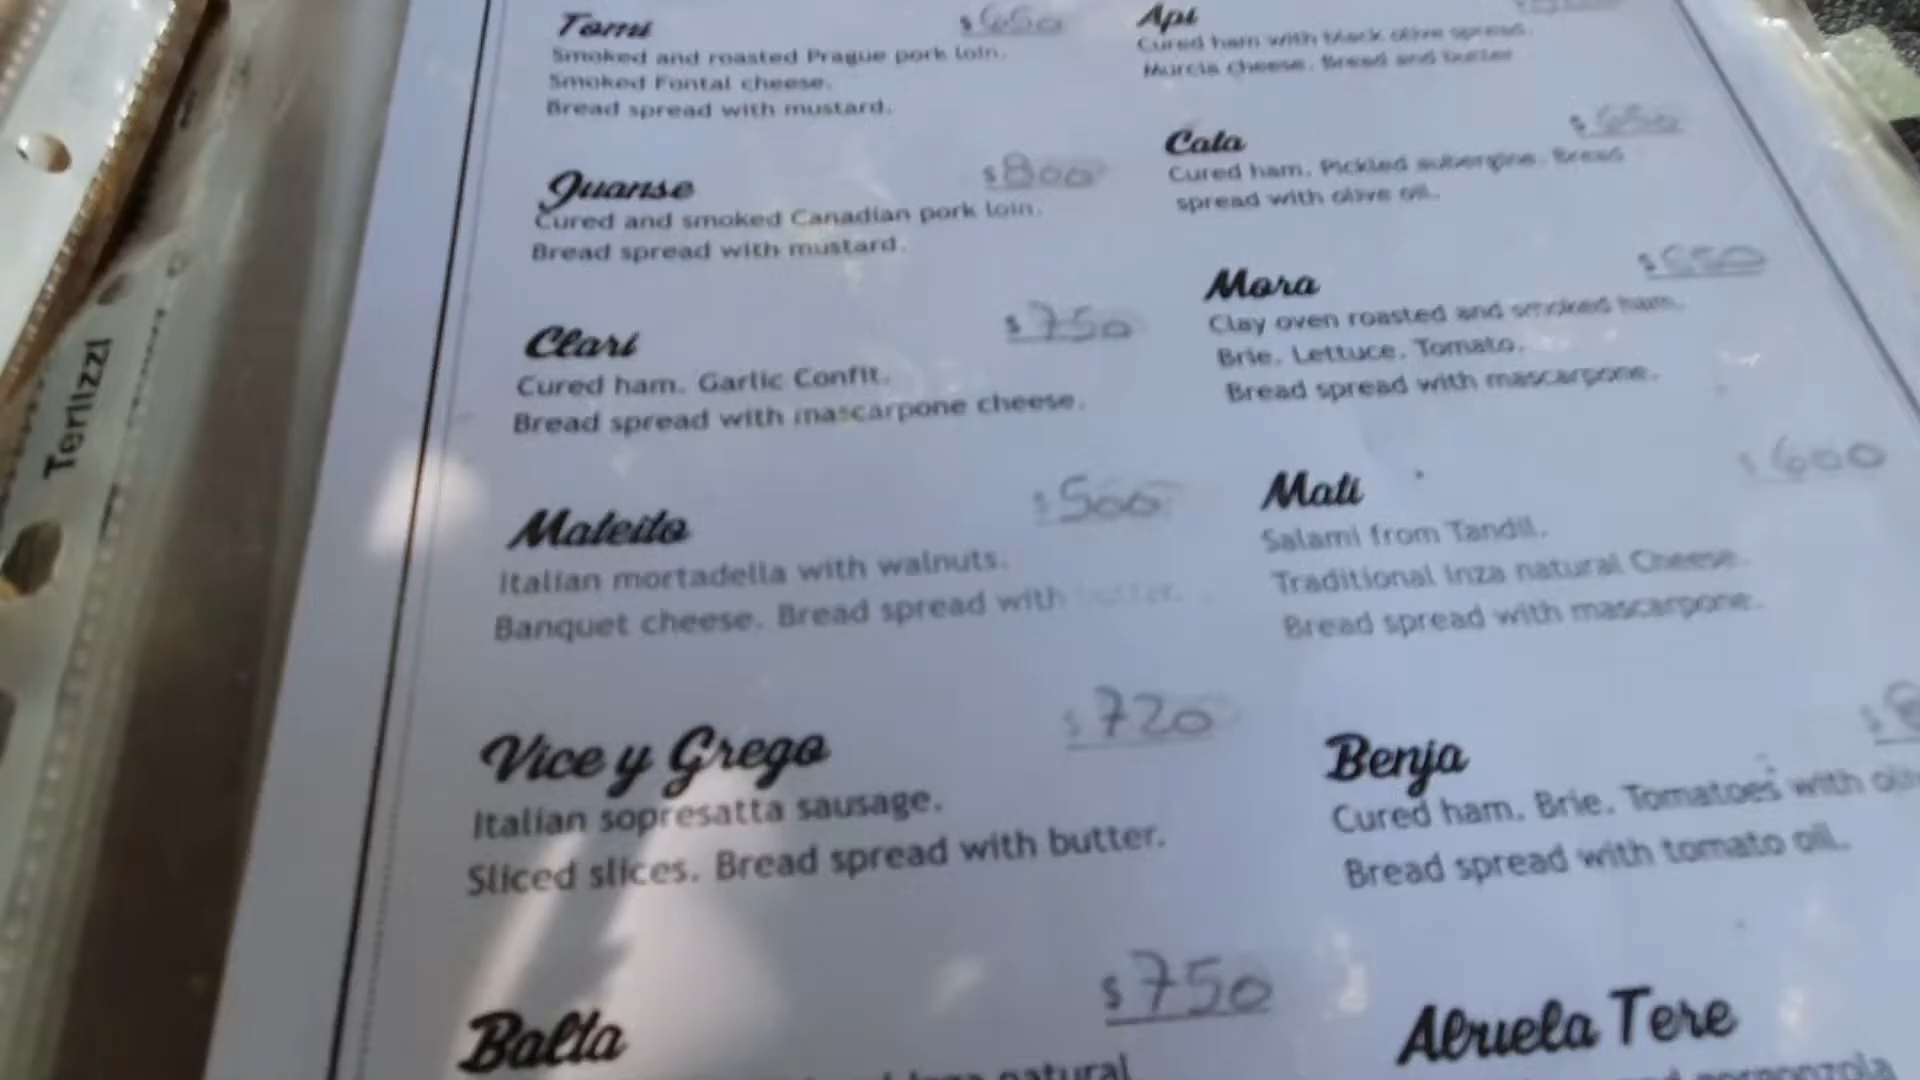 Terlizzi
Tomi $650
Smoked and roasted Prague pork loin.
Smoked Fontal cheese.
Bread spread with mustard.
Juanse $800
Cured and smoked Canadian pork loin.
Bread spread with mustard.
Clari $750
Cured ham. Garlic Confit.
Bread spread with mascarpone cheese.
Mateito $500
Italian mortadella with walnuts.
Banquet cheese. Bread spread with butter.
Vice y Grego $720
Italian sopresatta sausage.
Sliced slices. Bread spread with butter.
Balta $750
natural
Api
Cured ham with black olive spread.
Murcia cheese. Bread and butter
Cata $650
Cured ham. Pickled aubergine. Bread
spread with olive oil.
Mora $650
Clay oven roasted and smoked ham.
Brie. Lettuce. Tomato.
Bread spread with mascarpone.
Mati $600
Salami from Tandil.
Traditional Inza natural Cheese.
Bread spread with mascarpone.
Benja $8
Cured ham. Brie. Tomatoes with
Bread spread with tomato oil.
Abuela Tere
gorgonzola